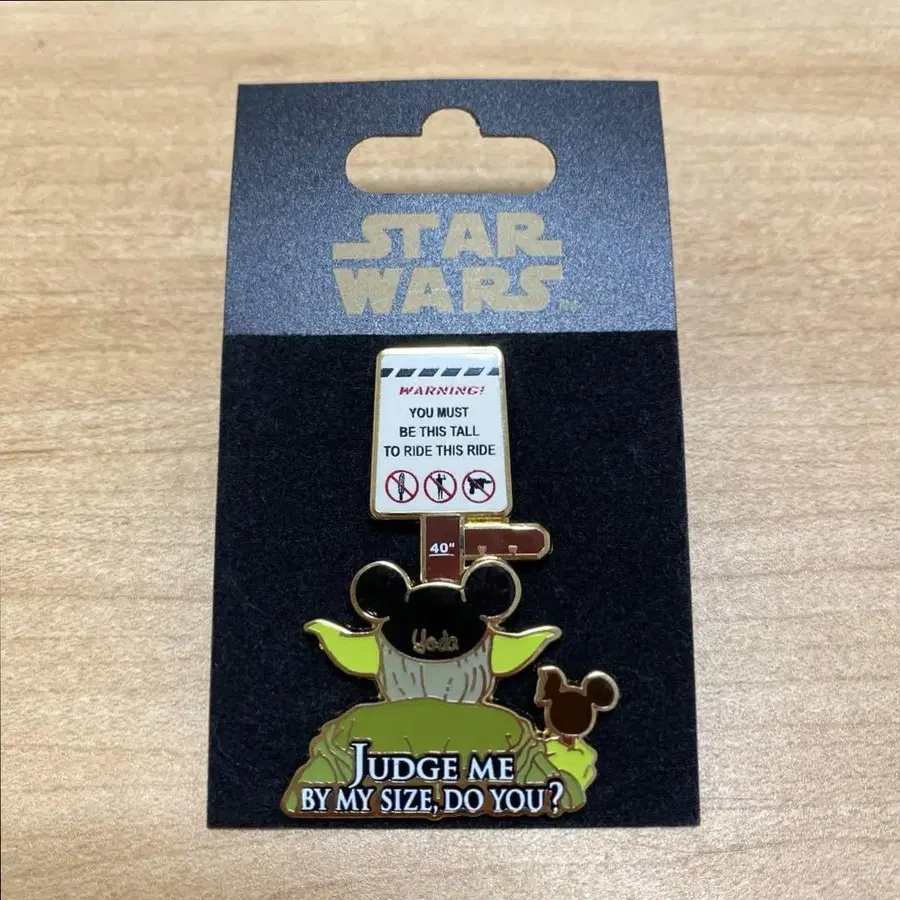 STAR
WARS
WARNING!
YOU MUST
BE THIS TALL
TO RIDE THIS RIDE
40"
Yoda
JUDGE ME
BY MY SIZE, DO YOU?